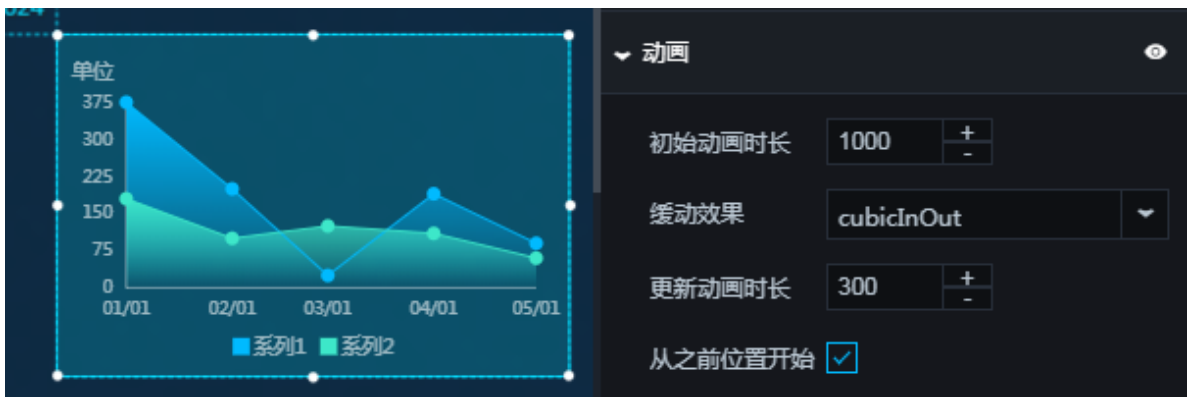 024
单位
375
300
225
150
75
0
01/01 02/01 03/01 04/01 05/01
系列1 系列2
动画
初始动画时长 1000 + -
缓动效果 cubicInOut
更新动画时长 300 + -
从之前位置开始